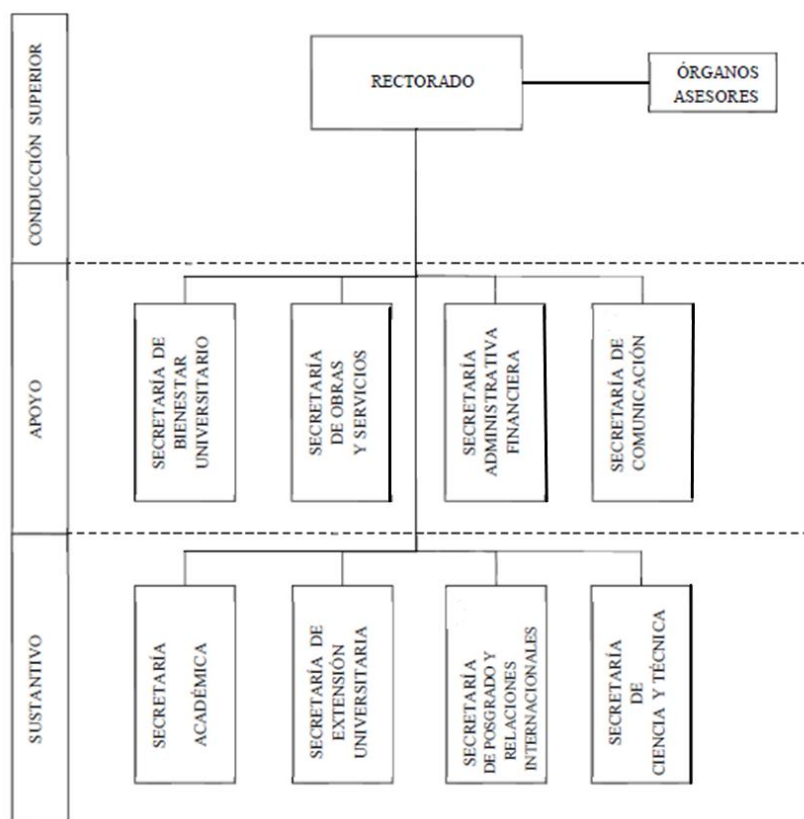 CONDUCCIÓN SUPERIOR
RECTORADO
ÓRGANOS
ASESORES
APOYO
SECRETARÍA DE
BIENESTAR
UNIVERSITARIO
SECRETARÍA
DE OBRAS
Y SERVICIOS
SECRETARÍA
ADMINISTRATIVA
FINANCIERA
SECRETARÍA DE
COMUNICACIÓN
SUSTANTIVO
SECRETARÍA
ACADÉMICA
SECRETARÍA DE
EXTENSIÓN
UNIVERSITARIA
SECRETARÍA
DE POSGRADO Y
RELACIONES
INTERNACIONALES
SECRETARÍA
DE
CIENCIA Y TÉCNICA